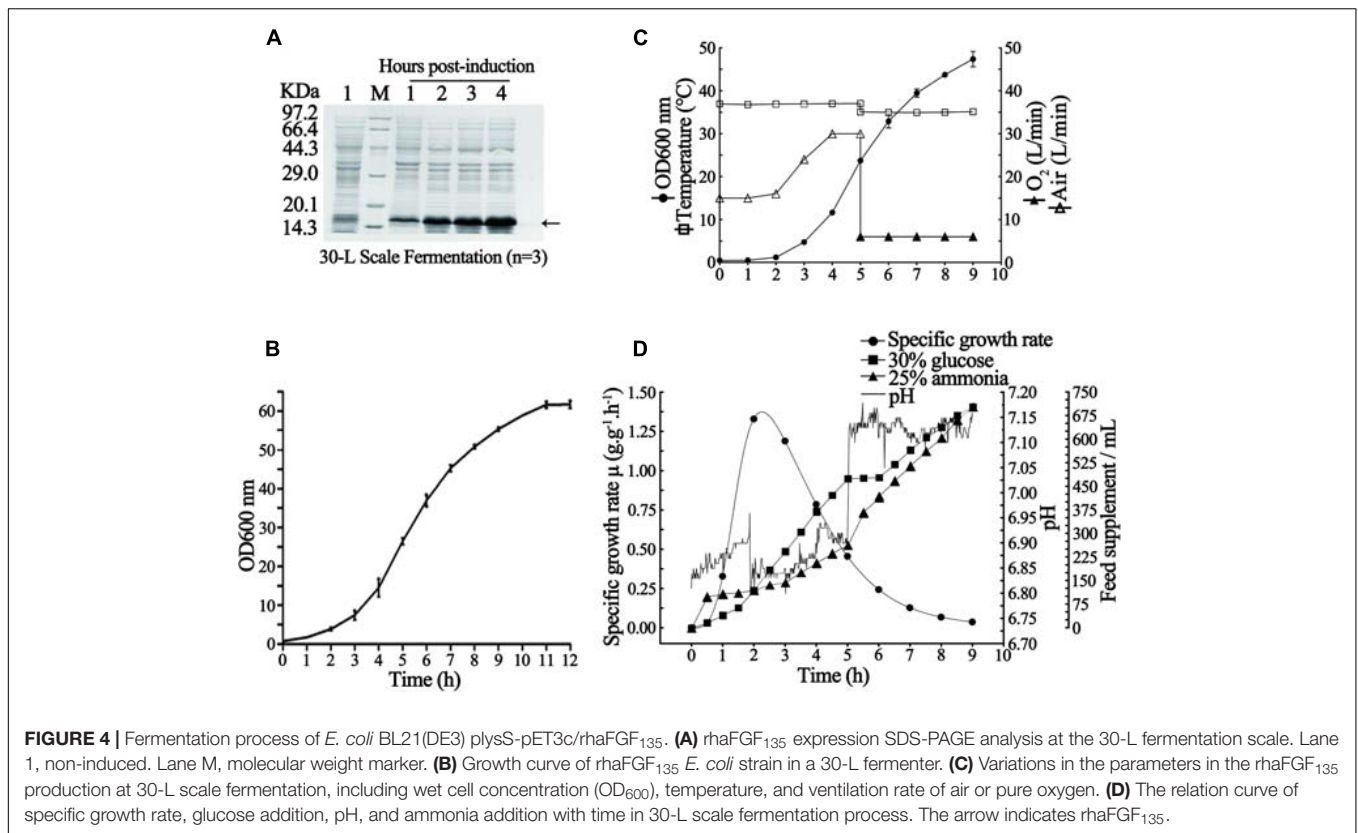 A
Hours post-induction
KDa 1 M 1 2 3 4
97.2
66.4
44.3
29.0
20.1
14.3
←
30-L Scale Fermentation (n=3)
B
OD600 nm
60
50
40
30
20
10
0
0 1 2 3 4 5 6 7 8 9 10 11 12
Time (h)
C
OD600 nm
Temperature (°C)
50
40
30
20
10
0
50
40
30
20
10
0
O₂ (L/min)
Air (L/min)
0 1 2 3 4 5 6 7 8 9 10
D
Specific growth rate
30% glucose
25% ammonia
pH
Specific growth rate μ (g.g⁻¹.h⁻¹)
1.50
1.25
1.00
0.75
0.50
0.25
0.00
7.20
7.15
7.10
7.05
7.00
6.95
6.90
6.85
6.80
6.75
6.70
pH
750
675
600
525
450
375
300
225
150
75
0
Feed supplement / mL
0 1 2 3 4 5 6 7 8 9 10
Time (h)
FIGURE 4 | Fermentation process of E. coli BL21(DE3) plysS-pET3c/rhaFGF₁₃₅. (A) rhaFGF₁₃₅ expression SDS-PAGE analysis at the 30-L fermentation scale. Lane
1, non-induced. Lane M, molecular weight marker. (B) Growth curve of rhaFGF₁₃₅ E. coli strain in a 30-L fermenter. (C) Variations in the parameters in the rhaFGF₁₃₅
production at 30-L scale fermentation, including wet cell concentration (OD₆₀₀), temperature, and ventilation rate of air or pure oxygen. (D) The relation curve of
specific growth rate, glucose addition, pH, and ammonia addition with time in 30-L scale fermentation process. The arrow indicates rhaFGF₁₃₅.